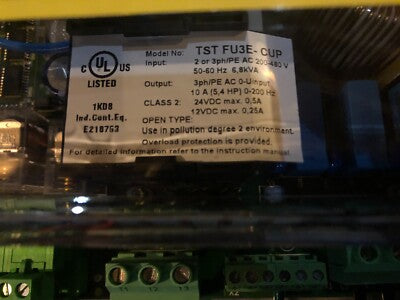 Model No: TST FU3E- CUP
Input: 2 or 3ph/PE AC 200-480 V
50-60 Hz 6,8kVA
Output: 3ph/PE AC 0-Uinput
10 A (5,4 HP) 0-200 Hz
CLASS 2: 24VDC max. 0,5A
12VDC max. 0,25A
OPEN TYPE:
Use in pollution degree 2 environment.
Overload protection is provided.
For detailed information refer to the instruction manual
C UL US
LISTED
1KD8
Ind.Cont.Eq.
E218753